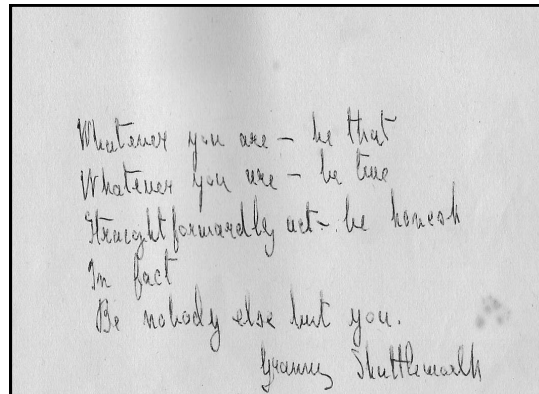 Whatever you are – be that
Whatever you are – be true
Straightforwardly act – be honest
In fact
Be nobody else but you.
Granny Shuttleworth